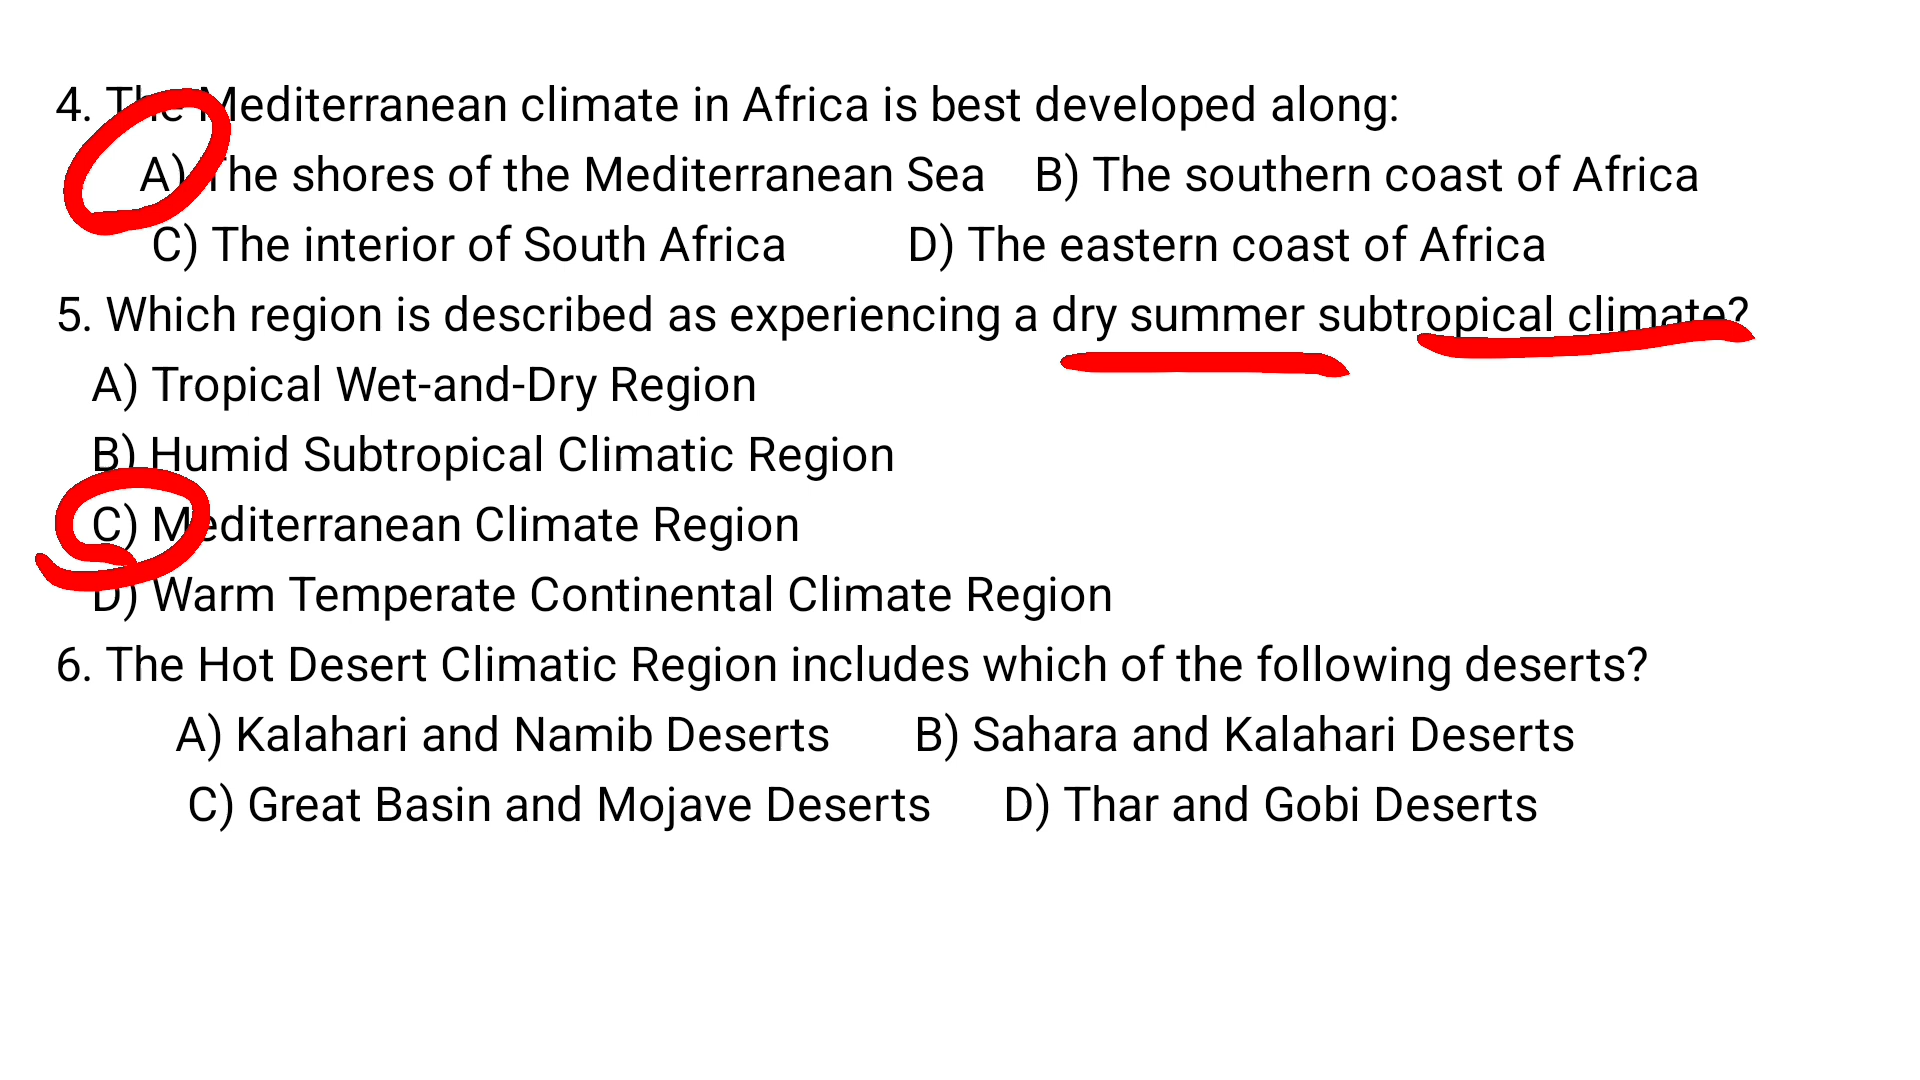 4. The Mediterranean climate in Africa is best developed along:
A) The shores of the Mediterranean Sea B) The southern coast of Africa
C) The interior of South Africa D) The eastern coast of Africa
5. Which region is described as experiencing a dry summer subtropical climate?
A) Tropical Wet-and-Dry Region
B) Humid Subtropical Climatic Region
C) Mediterranean Climate Region
D) Warm Temperate Continental Climate Region
6. The Hot Desert Climatic Region includes which of the following deserts?
A) Kalahari and Namib Deserts B) Sahara and Kalahari Deserts
C) Great Basin and Mojave Deserts D) Thar and Gobi Deserts